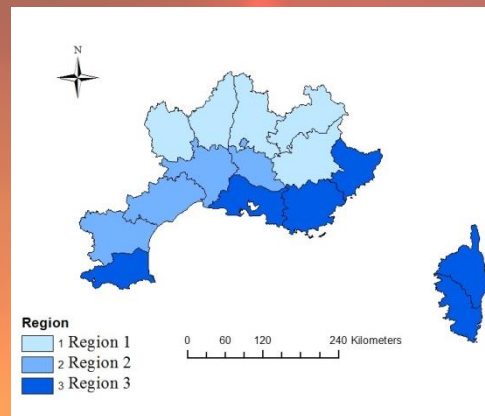 N
Region
1 Region 1
2 Region 2
3 Region 3
0 60 120 240 Kilometers